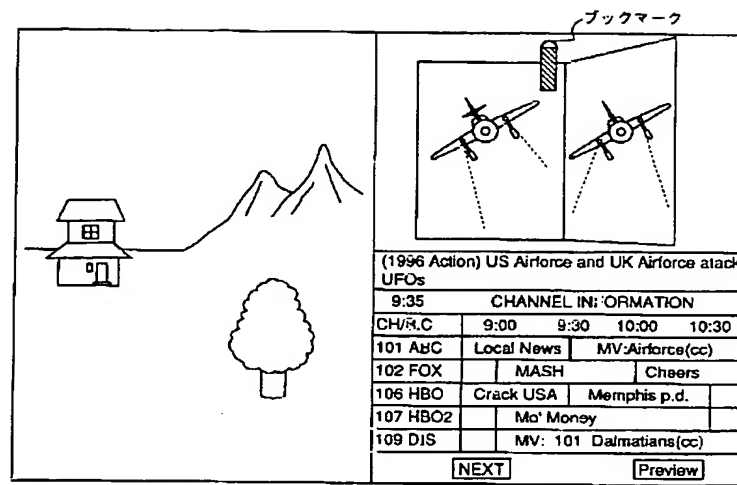 ブックマーク
(1996 Action) US Airforce and UK Airforce atack
UFOs
9:35 CHANNEL INFORMATION
CH/R.C 9:00 9:30 10:00 10:30
101 ABC Local News MV:Airforce(cc)
102 FOX MASH Cheers
106 HBO Crack USA Memphis p.d.
107 HBO2 Mo' Money
109 DIS MV: 101 Dalmatians(cc)
NEXT Preview